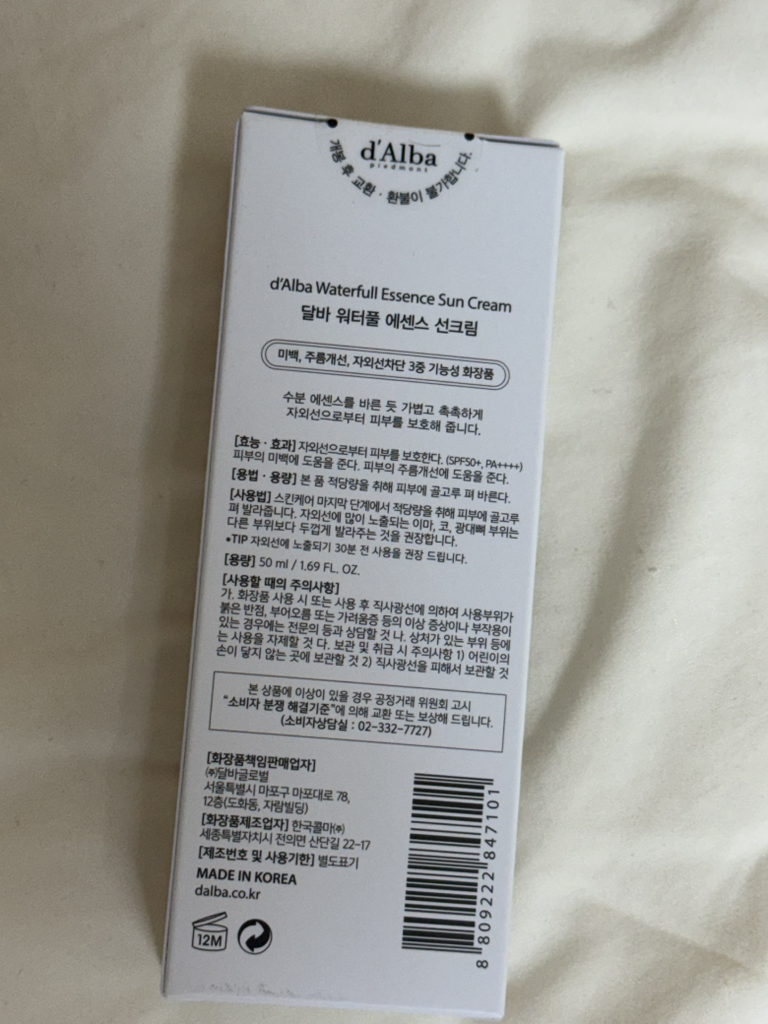 d'Alba
piedmont
개봉 후 교환 · 환불이 불가합니다.
d'Alba Waterfull Essence Sun Cream
달바 워터풀 에센스 선크림
미백, 주름개선, 자외선차단 3중 기능성 화장품
수분 에센스를 바른 듯 가볍고 촉촉하게
자외선으로부터 피부를 보호해 줍니다.
[효능 · 효과] 자외선으로부터 피부를 보호한다. (SPF50+, PA++++)
피부의 미백에 도움을 준다. 피부의 주름개선에 도움을 준다.
[용법 · 용량] 본 품 적당량을 취해 피부에 골고루 펴 바른다.
[사용법] 스킨케어 마지막 단계에서 적당량을 취해 피부에 골고루
펴 발라줍니다. 자외선에 많이 노출되는 이마, 코, 광대뼈 부위는
다른 부위보다 두껍게 발라주는 것을 권장합니다.
•TIP 자외선에 노출되기 30분 전 사용을 권장 드립니다.
[용량] 50 ml / 1.69 FL. OZ.
[사용할 때의 주의사항]
가. 화장품 사용 시 또는 사용 후 직사광선에 의하여 사용부위가
붉은 반점, 부어오름 또는 가려움증 등의 이상 증상이나 부작용이
있는 경우에는 전문의 등과 상담할 것 나. 상처가 있는 부위 등에
는 사용을 자제할 것 다. 보관 및 취급 시 주의사항 1) 어린이의
손이 닿지 않는 곳에 보관할 것 2) 직사광선을 피해서 보관할 것
본 상품에 이상이 있을 경우 공정거래 위원회 고시
"소비자 분쟁 해결기준"에 의해 교환 또는 보상해 드립니다.
(소비자상담실 : 02-332-7727)
[화장품책임판매업자]
㈜달바글로벌
서울특별시 마포구 마포대로 78,
12층(도화동, 자람빌딩)
[화장품제조업자] 한국콜마㈜
세종특별자치시 전의면 산단길 22-17
[제조번호 및 사용기한] 별도표기
MADE IN KOREA
dalba.co.kr
12M
8 809222 847101